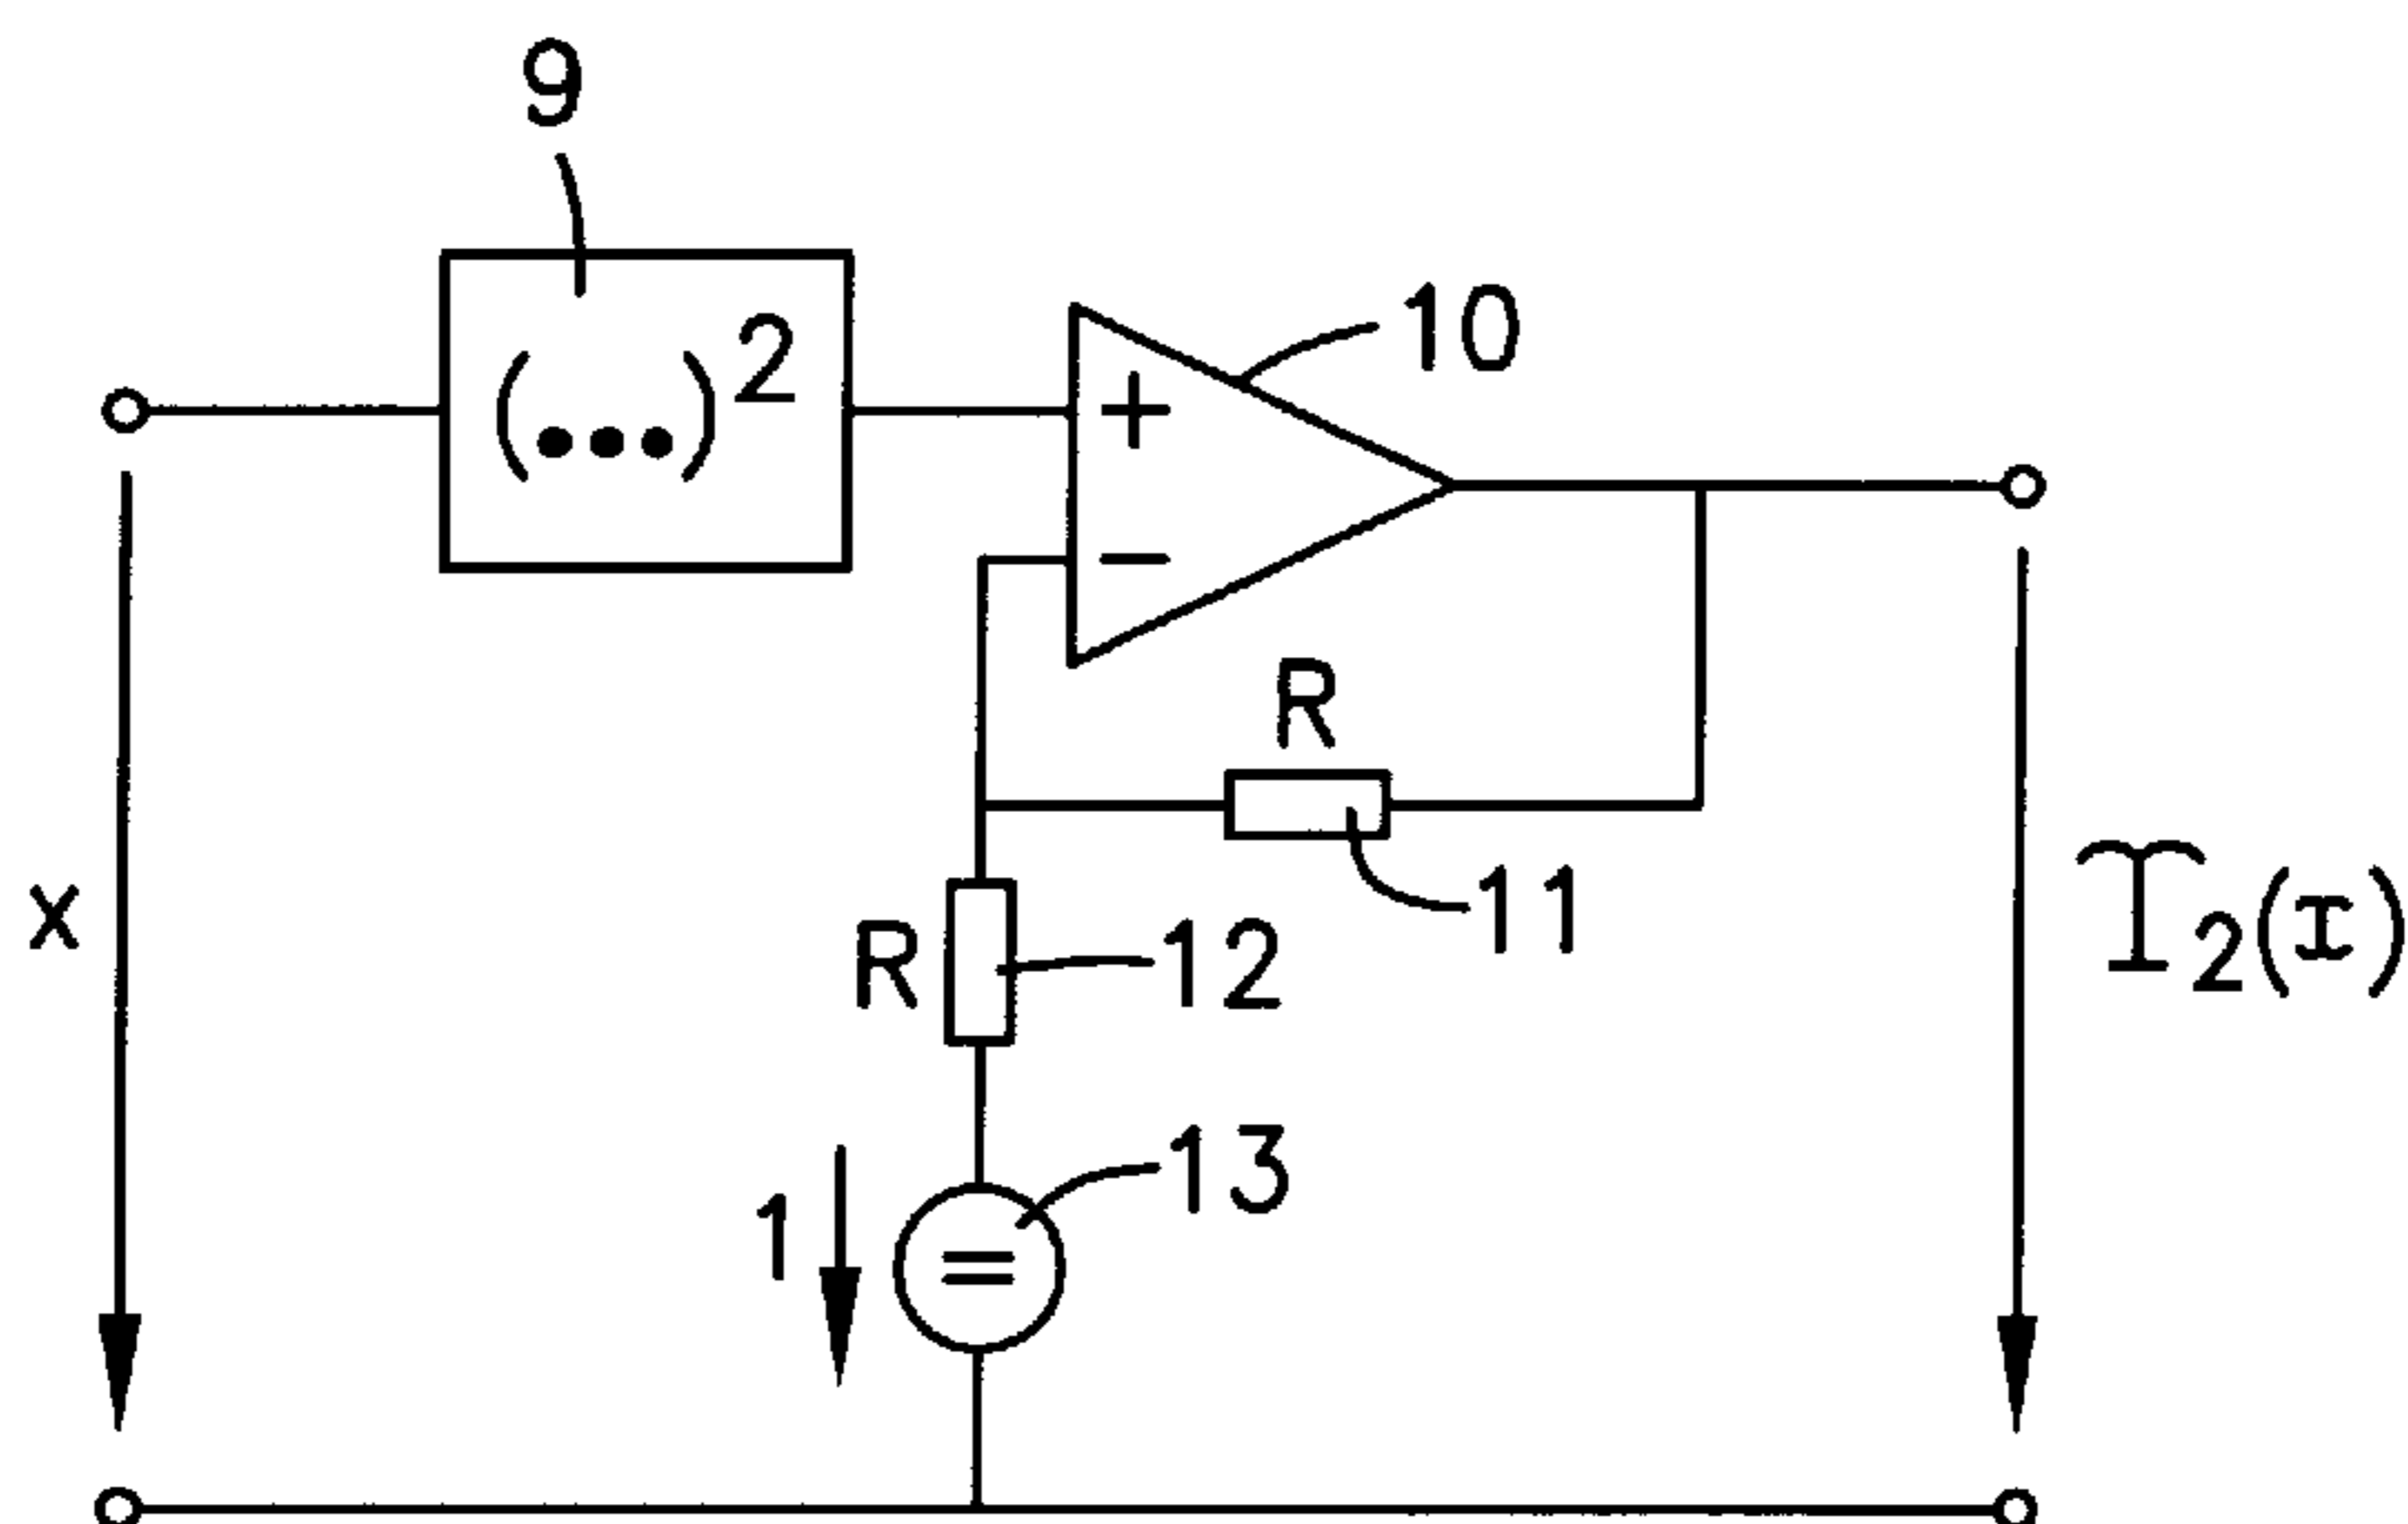 9
(...)²
10
+
−
R
11
x
R
12
T₂(x)
13
1
=